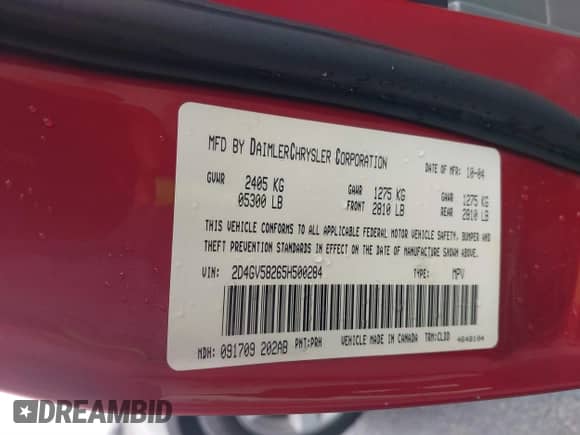 MFD BY DAIMLERCHRYSLER CORPORATION DATE OF MFR: 10-04
GVWR 2405 KG GAWR 1275 KG GAWR 1275 KG
05300 LB FRONT 2810 LB REAR 2810 LB
THIS VEHICLE CONFORMS TO ALL APPLICABLE FEDERAL MOTOR VEHICLE SAFETY, BUMPER AND
THEFT PREVENTION STANDARDS IN EFFECT ON THE DATE OF MANUFACTURE SHOWN ABOVE.
VIN: 2D4GV58265H500284 TYPE: MPV
MDH: 091709 202AB PNT:PRH VEHICLE MADE IN CANADA TRM:CLDD 4648104
DREAMBID